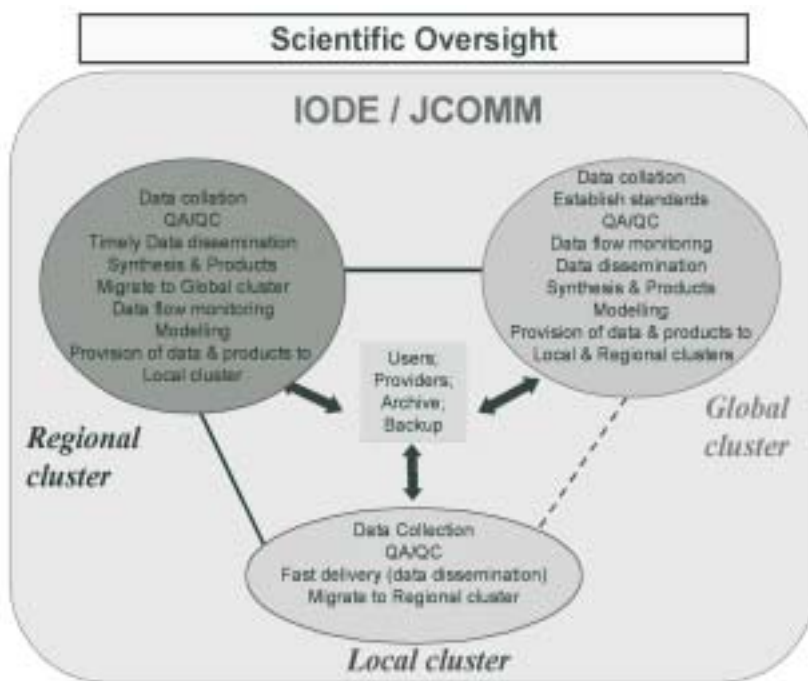 Scientific Oversight
IODE / JCOMM
Data collation
QA/QC
Timely Data dissemination
Synthesis & Products
Migrate to Global cluster
Data flow monitoring
Modelling
Provision of data & products to
Local cluster
Regional
cluster
Data collation
Establish standards
QA/QC
Data flow monitoring
Data dissemination
Synthesis & Products
Modelling
Provision of data & products to
Local & Regional clusters
Global
cluster
Users;
Providers;
Archive;
Backup
Data Collection
QA/QC
Fast delivery (data dissemination)
Migrate to Regional cluster
Local cluster